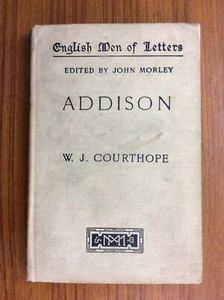 English Men of Letters
EDITED BY JOHN MORLEY
ADDISON
W. J. COURTHOPE